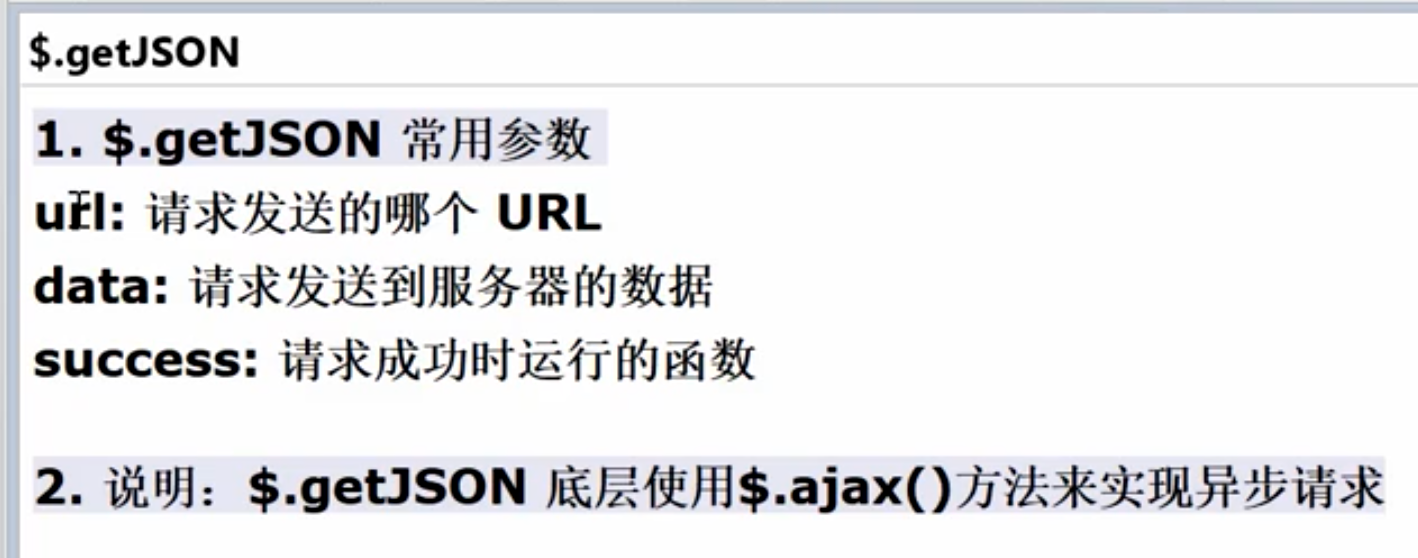 $.getJSON
1. $.getJSON 常用参数
url: 请求发送的哪个 URL
data: 请求发送到服务器的数据
success: 请求成功时运行的函数
2. 说明：$.getJSON 底层使用$.ajax()方法来实现异步请求